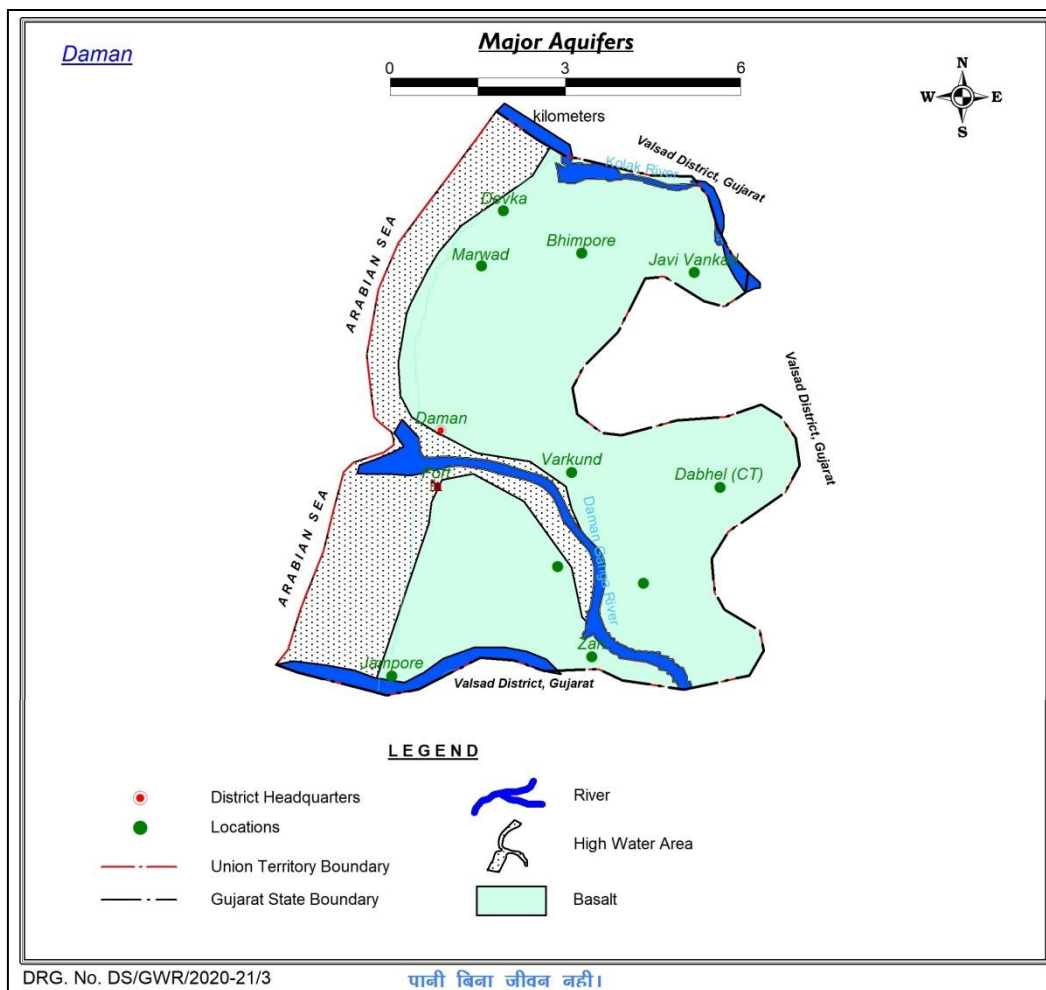 Daman
Major Aquifers
0 3 6
kilometers
N
W E
S
Valsad District, Gujarat
Kolak River
Devka
Bhimpore
Marwad
Javi Vankad
ARABIAN SEA
Valsad District, Gujarat
Daman
Varkund
Fort
Dabhel (CT)
Daman Ganga River
ARABIAN SEA
Zari
Jampore
Valsad District, Gujarat
LEGEND
District Headquarters
River
Locations
High Water Area
Union Territory Boundary
Gujarat State Boundary
Basalt
DRG. No. DS/GWR/2020-21/3
पानी बिना जीवन नही।